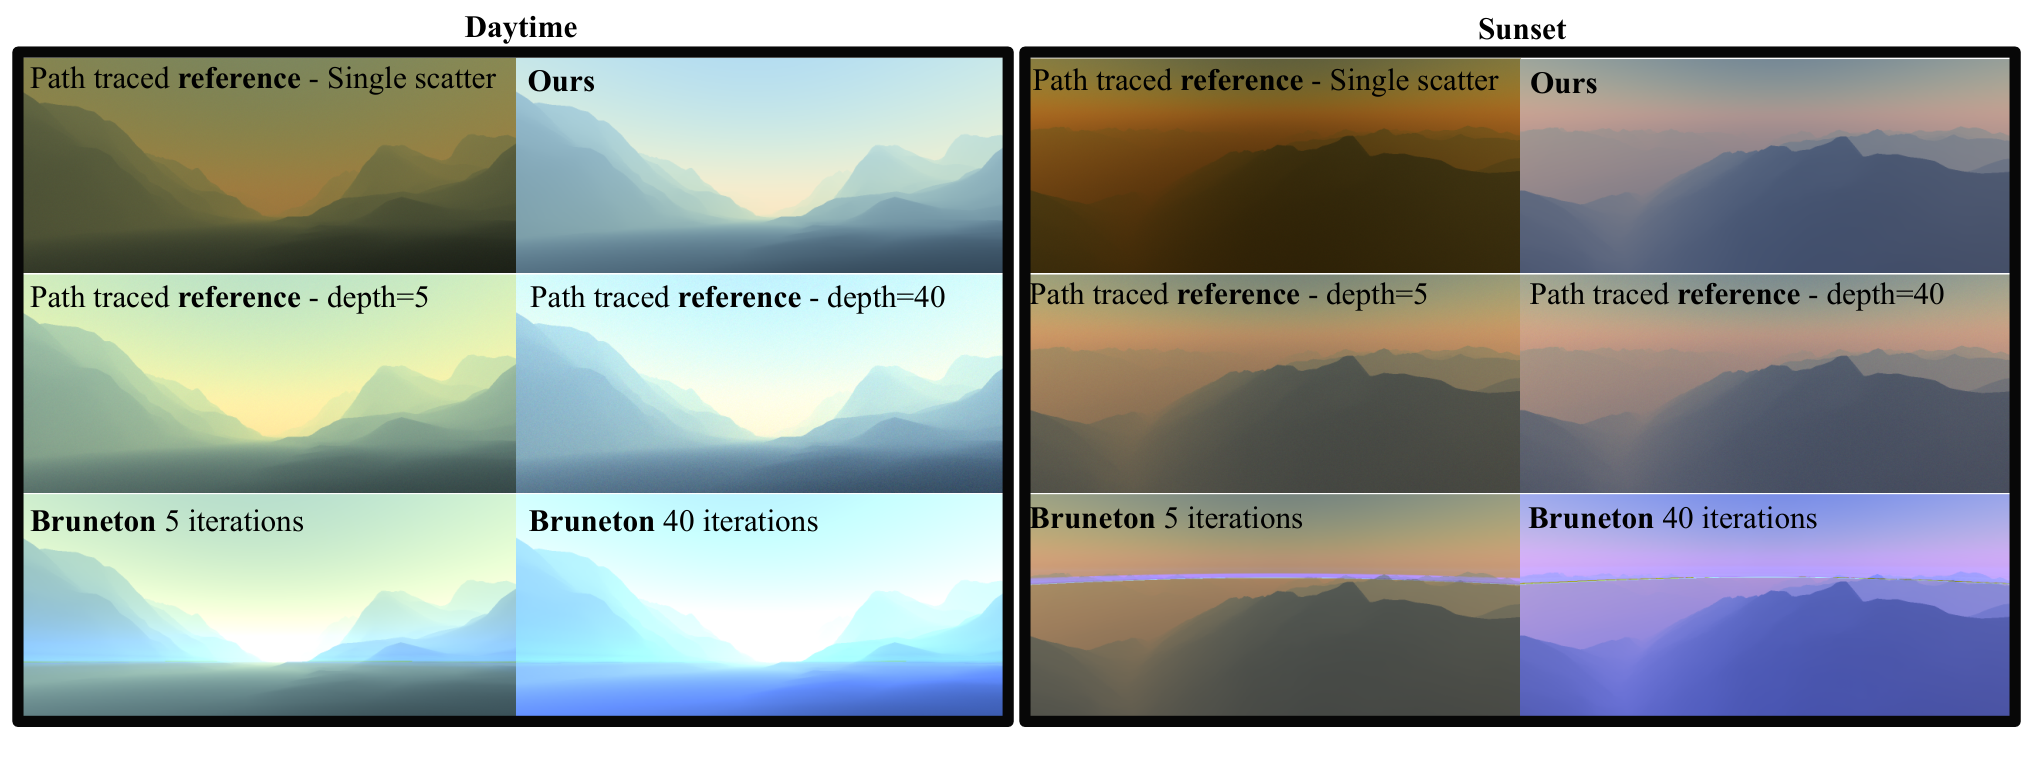 Daytime
Path traced reference - Single scatter
Ours
Path traced reference - depth=5
Path traced reference - depth=40
Bruneton 5 iterations
Bruneton 40 iterations
Sunset
Path traced reference - Single scatter
Ours
Path traced reference - depth=5
Path traced reference - depth=40
Bruneton 5 iterations
Bruneton 40 iterations